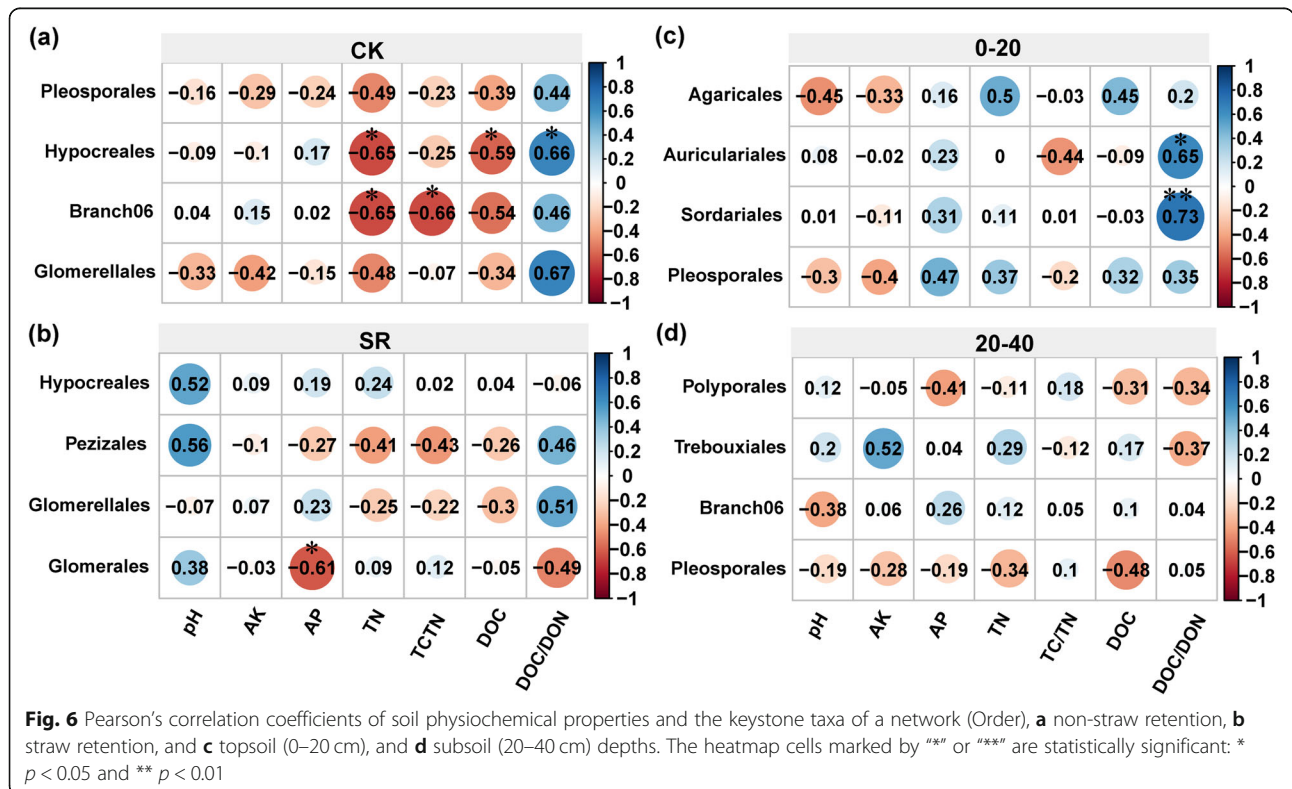 (a)
CK
Pleosporales −0.16 −0.29 −0.24 −0.49 −0.23 −0.39 0.44
* * *
Hypocreales −0.09 −0.1 0.17 −0.65 −0.25 −0.59 0.66
* *
Branch06 0.04 0.15 0.02 −0.65 −0.66 −0.54 0.46
Glomerellales −0.33 −0.42 −0.15 −0.48 −0.07 −0.34 0.67
1
0.8
0.6
0.4
0.2
0
−0.2
−0.4
−0.6
−0.8
−1
(b)
SR
Hypocreales 0.52 0.09 0.19 0.24 0.02 0.04 −0.06
Pezizales 0.56 −0.1 −0.27 −0.41 −0.43 −0.26 0.46
Glomerellales −0.07 0.07 0.23 −0.25 −0.22 −0.3 0.51
*
Glomerales 0.38 −0.03 −0.61 0.09 0.12 −0.05 −0.49
pH AK AP TN TCTN DOC DOC/DON
1
0.8
0.6
0.4
0.2
0
−0.2
−0.4
−0.6
−0.8
−1
(c)
0-20
Agaricales −0.45 −0.33 0.16 0.5 −0.03 0.45 0.2
*
Auriculariales 0.08 −0.02 0.23 0 −0.44 −0.09 0.65
**
Sordariales 0.01 −0.11 0.31 0.11 0.01 −0.03 0.73
Pleosporales −0.3 −0.4 0.47 0.37 −0.2 0.32 0.35
1
0.8
0.6
0.4
0.2
0
−0.2
−0.4
−0.6
−0.8
−1
(d)
20-40
Polyporales 0.12 −0.05 −0.41 −0.11 0.18 −0.31 −0.34
Trebouxiales 0.2 0.52 0.04 0.29 −0.12 0.17 −0.37
Branch06 −0.38 0.06 0.26 0.12 0.05 0.1 0.04
Pleosporales −0.19 −0.28 −0.19 −0.34 0.1 −0.48 0.05
pH AK AP TN TC/TN DOC DOC/DON
1
0.8
0.6
0.4
0.2
0
−0.2
−0.4
−0.6
−0.8
−1
Fig. 6 Pearson's correlation coefficients of soil physiochemical properties and the keystone taxa of a network (Order), a non-straw retention, b
straw retention, and c topsoil (0–20 cm), and d subsoil (20–40 cm) depths. The heatmap cells marked by "*" or "**" are statistically significant: *
p < 0.05 and ** p < 0.01